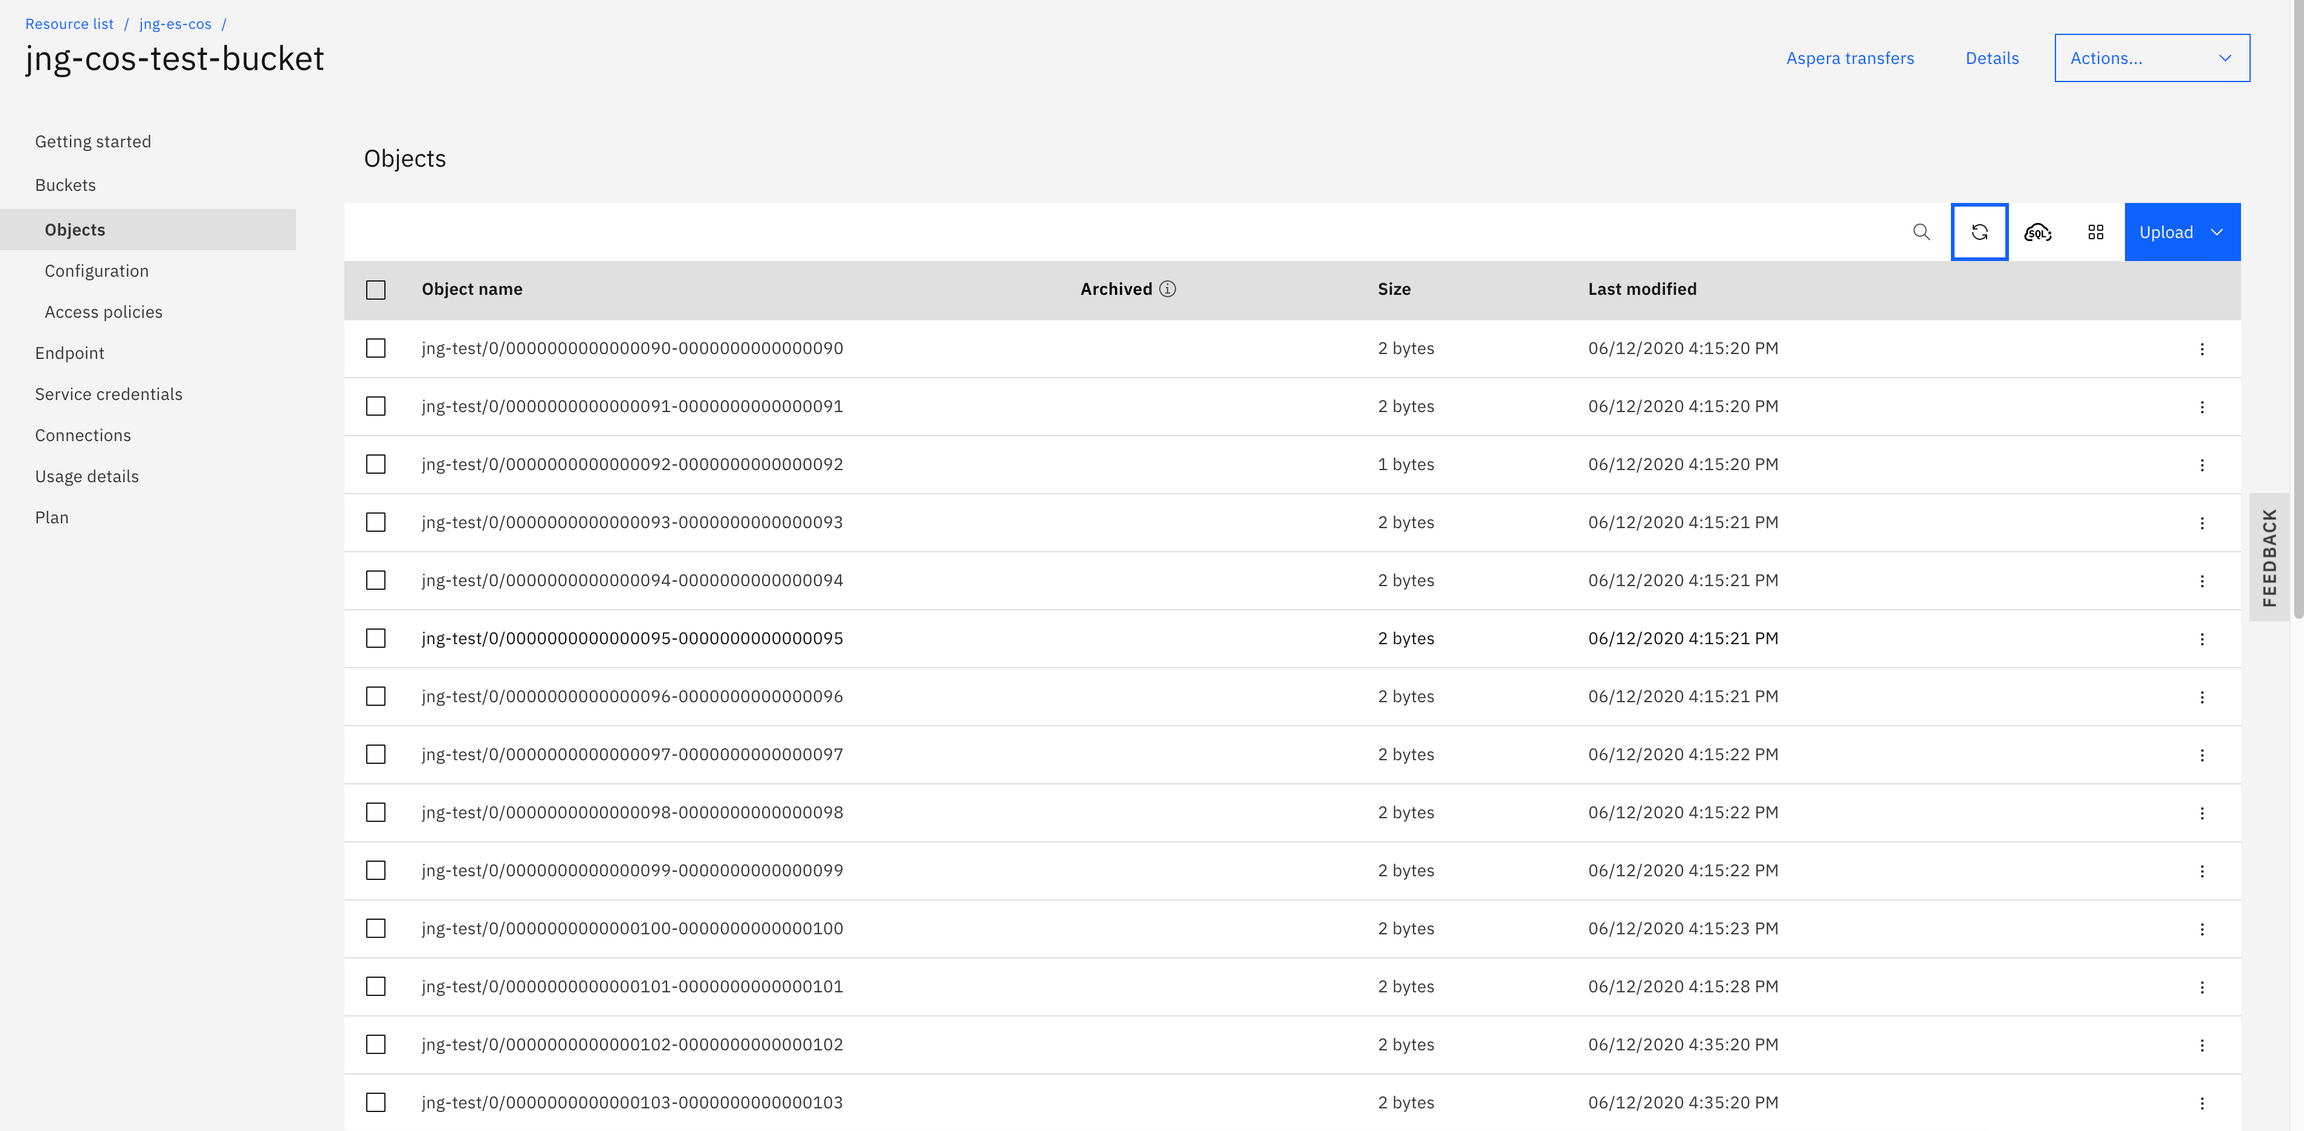 Resource list / jng-es-cos /
jng-cos-test-bucket
Aspera transfers Details Actions...
Getting started
Buckets
Objects
Configuration
Access policies
Endpoint
Service credentials
Connections
Usage details
Plan
Objects
SQL Upload
Object name Archived Size Last modified
jng-test/0/0000000000000090-0000000000000090 2 bytes 06/12/2020 4:15:20 PM
jng-test/0/0000000000000091-0000000000000091 2 bytes 06/12/2020 4:15:20 PM
jng-test/0/0000000000000092-0000000000000092 1 bytes 06/12/2020 4:15:20 PM
jng-test/0/0000000000000093-0000000000000093 2 bytes 06/12/2020 4:15:21 PM
jng-test/0/0000000000000094-0000000000000094 2 bytes 06/12/2020 4:15:21 PM
jng-test/0/0000000000000095-0000000000000095 2 bytes 06/12/2020 4:15:21 PM
jng-test/0/0000000000000096-0000000000000096 2 bytes 06/12/2020 4:15:21 PM
jng-test/0/0000000000000097-0000000000000097 2 bytes 06/12/2020 4:15:22 PM
jng-test/0/0000000000000098-0000000000000098 2 bytes 06/12/2020 4:15:22 PM
jng-test/0/0000000000000099-0000000000000099 2 bytes 06/12/2020 4:15:22 PM
jng-test/0/0000000000000100-0000000000000100 2 bytes 06/12/2020 4:15:23 PM
jng-test/0/0000000000000101-0000000000000101 2 bytes 06/12/2020 4:15:28 PM
jng-test/0/0000000000000102-0000000000000102 2 bytes 06/12/2020 4:35:20 PM
jng-test/0/0000000000000103-0000000000000103 2 bytes 06/12/2020 4:35:20 PM
FEEDBACK